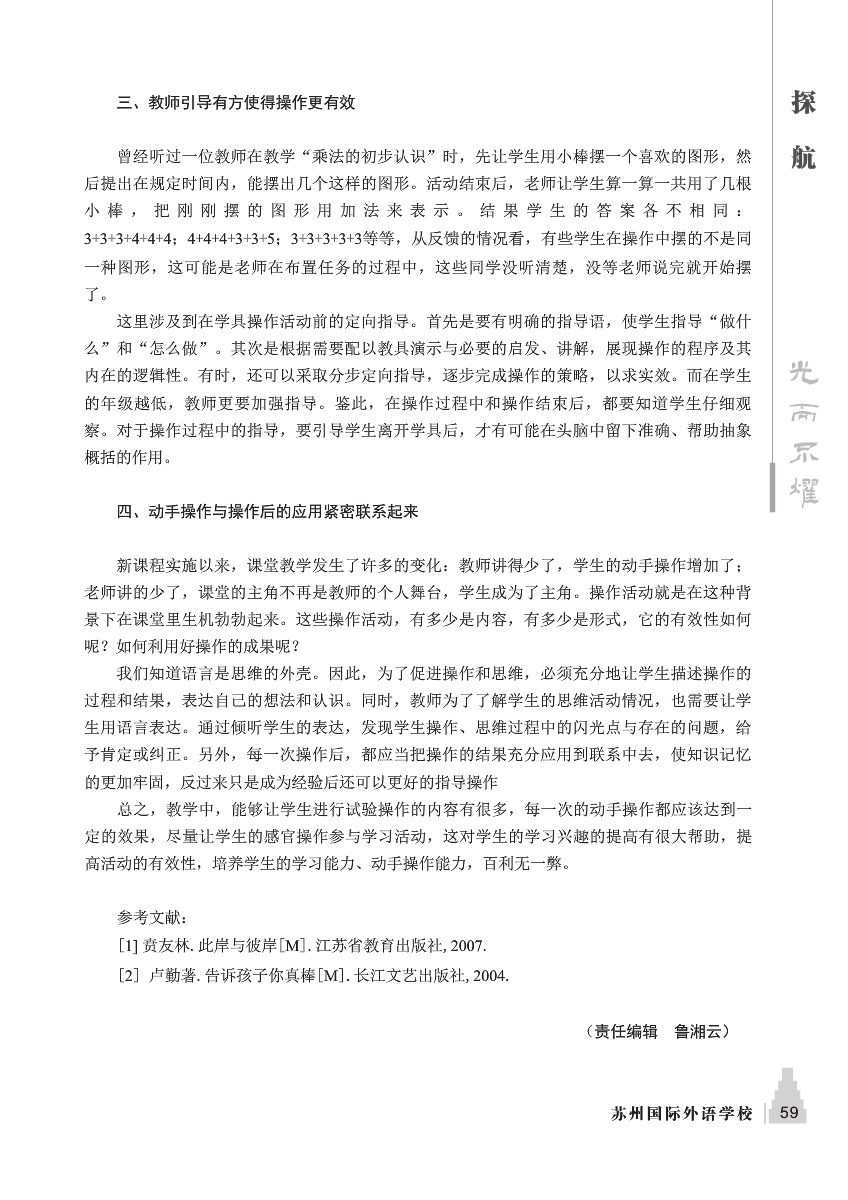 三、教师引导有方使得操作更有效
曾经听过一位教师在教学“乘法的初步认识”时，先让学生用小棒摆一个喜欢的图形，然
后提出在规定时间内，能摆出几个这样的图形。活动结束后，老师让学生算一算一共用了几根
小棒，把刚刚摆的图形用加法来表示。结果学生的答案各不相同：
3+3+3+4+4+4；4+4+4+3+3+5；3+3+3+3+3等等，从反馈的情况看，有些学生在操作中摆的不是同
一种图形，这可能是老师在布置任务的过程中，这些同学没听清楚，没等老师说完就开始摆
了。
这里涉及到在学具操作活动前的定向指导。首先是要有明确的指导语，使学生指导“做什
么”和“怎么做”。其次是根据需要配以教具演示与必要的启发、讲解，展现操作的程序及其
内在的逻辑性。有时，还可以采取分步定向指导，逐步完成操作的策略，以求实效。而在学生
的年级越低，教师更要加强指导。鉴此，在操作过程中和操作结束后，都要知道学生仔细观
察。对于操作过程中的指导，要引导学生离开学具后，才有可能在头脑中留下准确、帮助抽象
概括的作用。
四、动手操作与操作后的应用紧密联系起来
新课程实施以来，课堂教学发生了许多的变化：教师讲得少了，学生的动手操作增加了；
老师讲的少了，课堂的主角不再是教师的个人舞台，学生成为了主角。操作活动就是在这种背
景下在课堂里生机勃勃起来。这些操作活动，有多少是内容，有多少是形式，它的有效性如何
呢？如何利用好操作的成果呢？
我们知道语言是思维的外壳。因此，为了促进操作和思维，必须充分地让学生描述操作的
过程和结果，表达自己的想法和认识。同时，教师为了了解学生的思维活动情况，也需要让学
生用语言表达。通过倾听学生的表达，发现学生操作、思维过程中的闪光点与存在的问题，给
予肯定或纠正。另外，每一次操作后，都应当把操作的结果充分应用到联系中去，使知识记忆
的更加牢固，反过来只是成为经验后还可以更好的指导操作
总之，教学中，能够让学生进行试验操作的内容有很多，每一次的动手操作都应该达到一
定的效果，尽量让学生的感官操作参与学习活动，这对学生的学习兴趣的提高有很大帮助，提
高活动的有效性，培养学生的学习能力、动手操作能力，百利无一弊。
参考文献：
[1] 贲友林. 此岸与彼岸[M]. 江苏省教育出版社, 2007.
[2] 卢勤著. 告诉孩子你真棒[M]. 长江文艺出版社, 2004.
（责任编辑　鲁湘云）
探航
光而不耀
苏州国际外语学校 59